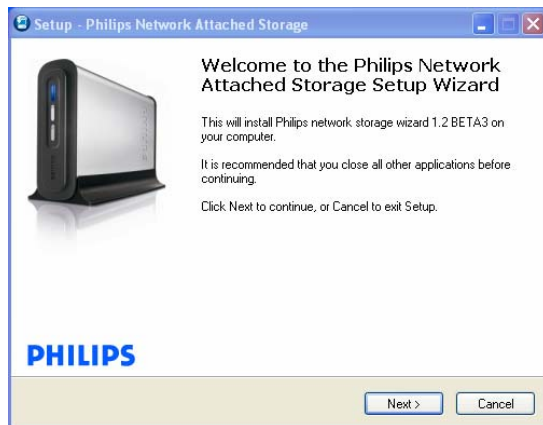 Setup - Philips Network Attached Storage
Welcome to the Philips Network
Attached Storage Setup Wizard
This will install Philips network storage wizard 1.2 BETA3 on
your computer.
It is recommended that you close all other applications before
continuing.
Click Next to continue, or Cancel to exit Setup.
PHILIPS
Next >
Cancel